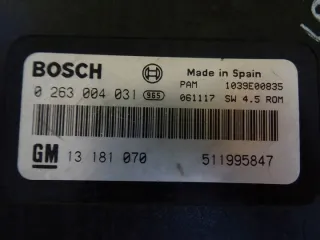 BOSCH Made in Spain
0 263 004 031 965 PAM 1039E00835
061117 SW 4.5 ROM
GM 13 181 070 511995847